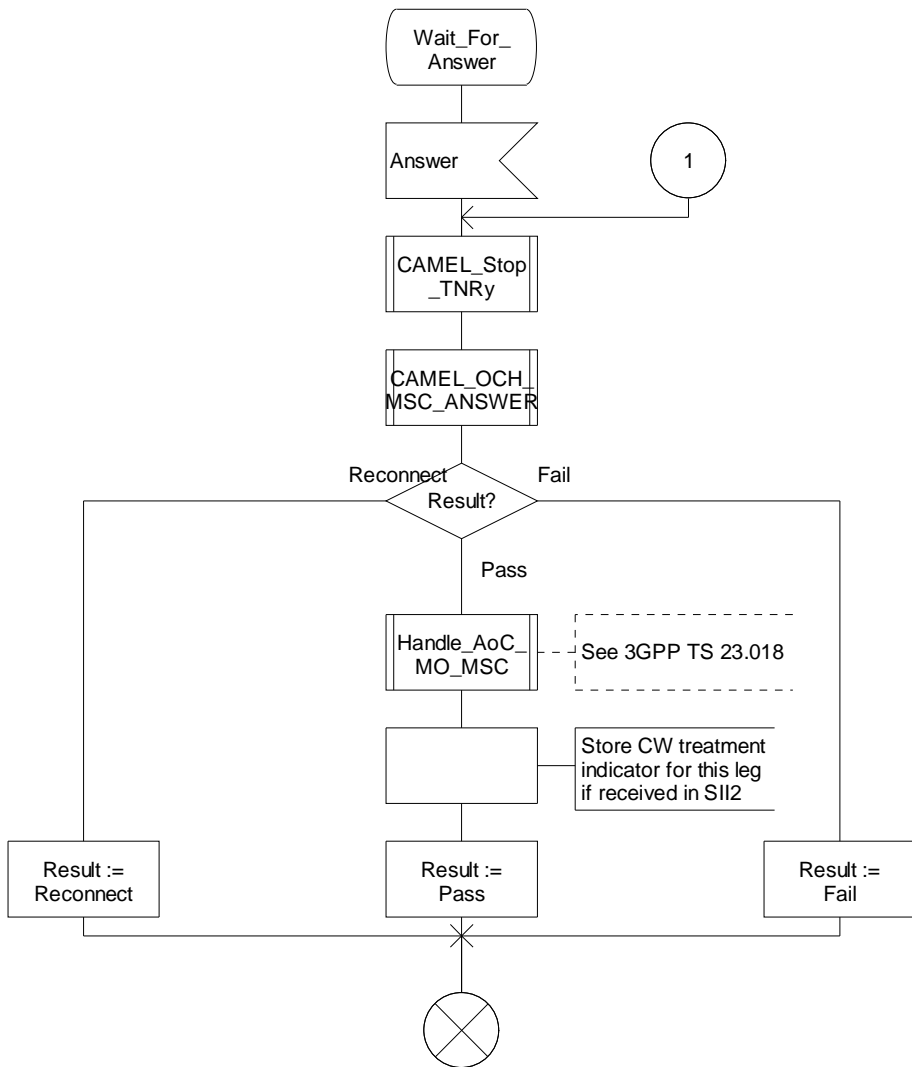 Wait_For_
Answer
Answer
1
CAMEL_Stop
_TNRy
CAMEL_OCH_
MSC_ANSWER
Reconnect
Fail
Result?
Pass
Handle_AoC_
MO_MSC
See 3GPP TS 23.018
Store CW treatment
indicator for this leg
if received in SII2
Result :=
Reconnect
Result :=
Pass
Result :=
Fail